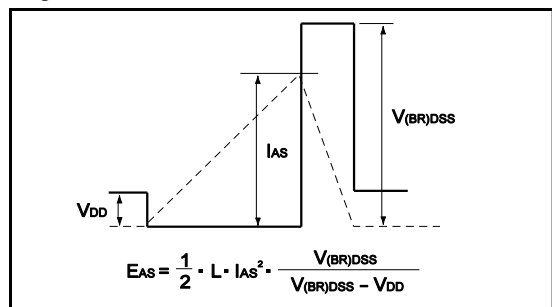 V(BR)DSS
IAS
VDD
EAS = 1/2 · L · IAS² · V(BR)DSS / (V(BR)DSS – VDD)